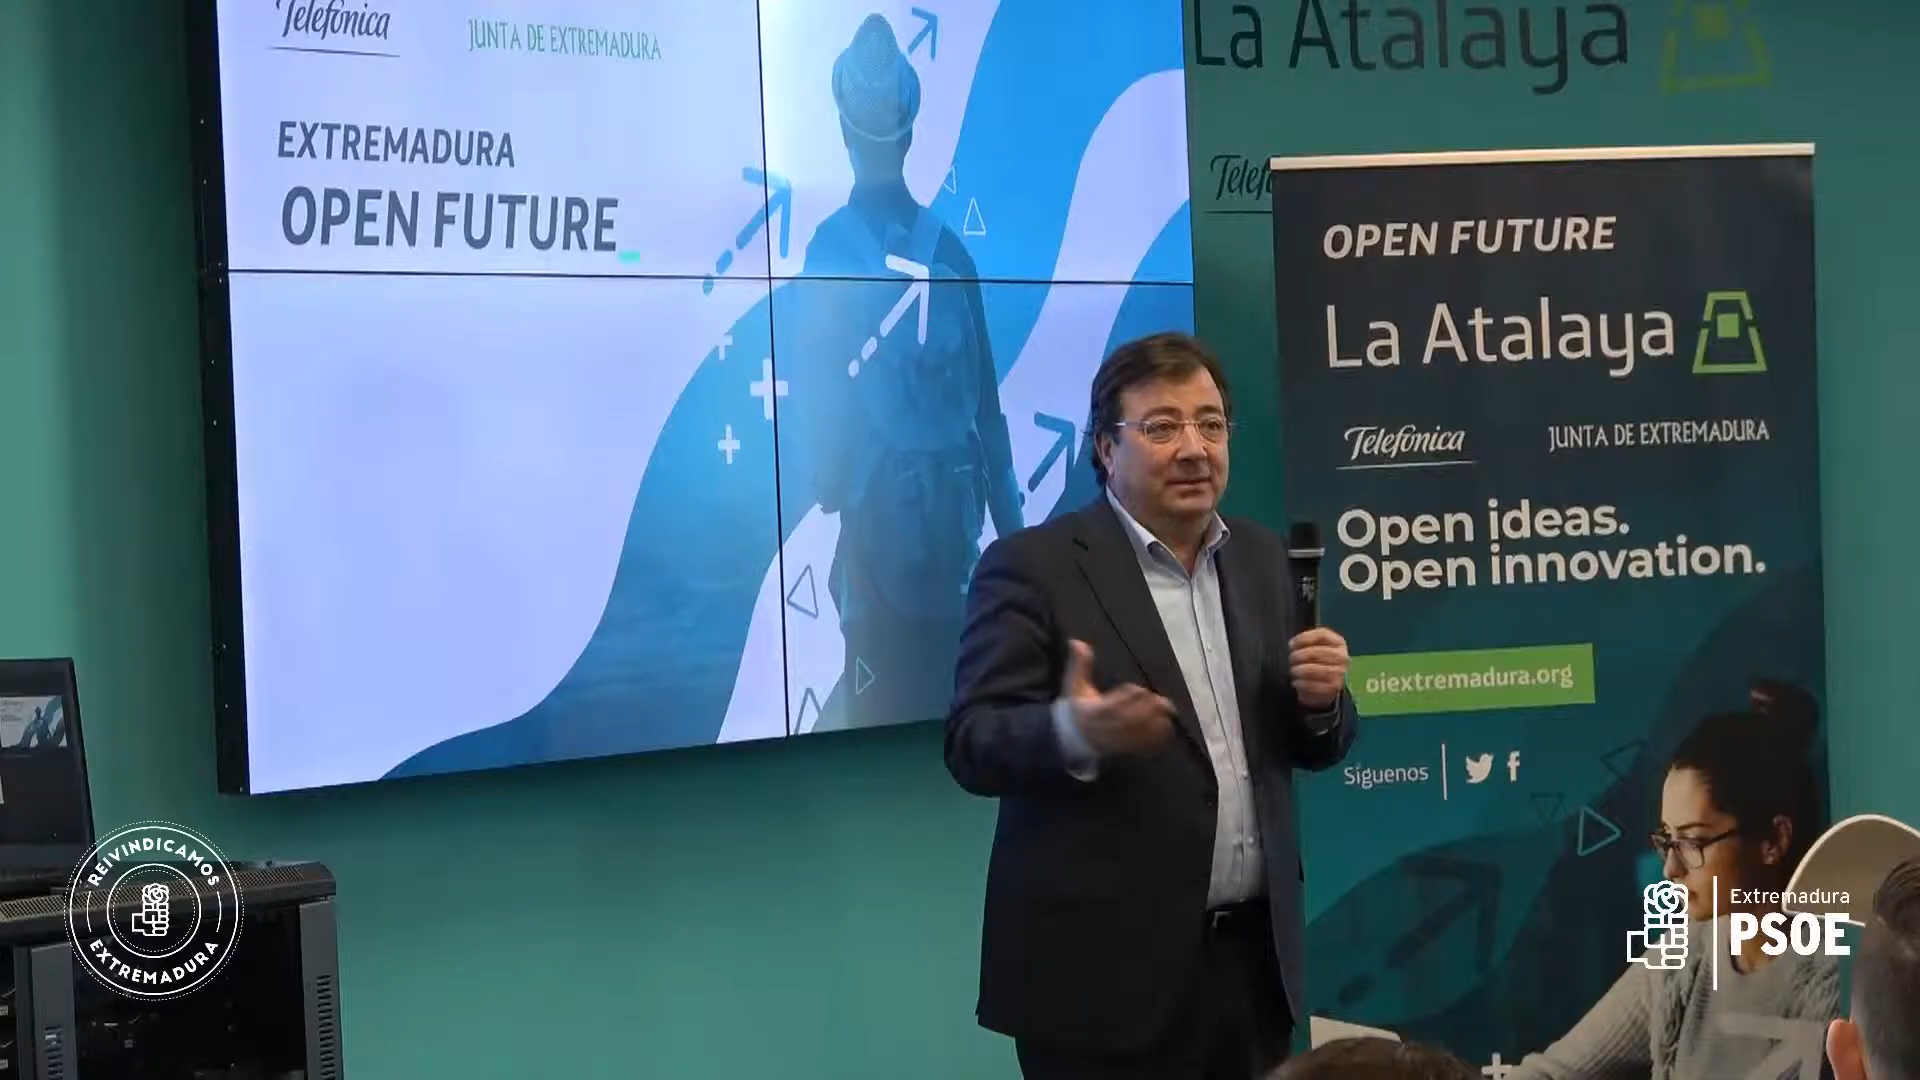 Telefónica
JUNTA DE EXTREMADURA
EXTREMADURA
OPEN FUTURE_
La Atalaya
Telef
OPEN FUTURE
La Atalaya
Telefónica
JUNTA DE EXTREMADURA
Open ideas.
Open innovation.
oiextremadura.org
Síguenos
REIVINDICAMOS
EXTREMADURA
Extremadura
PSOE